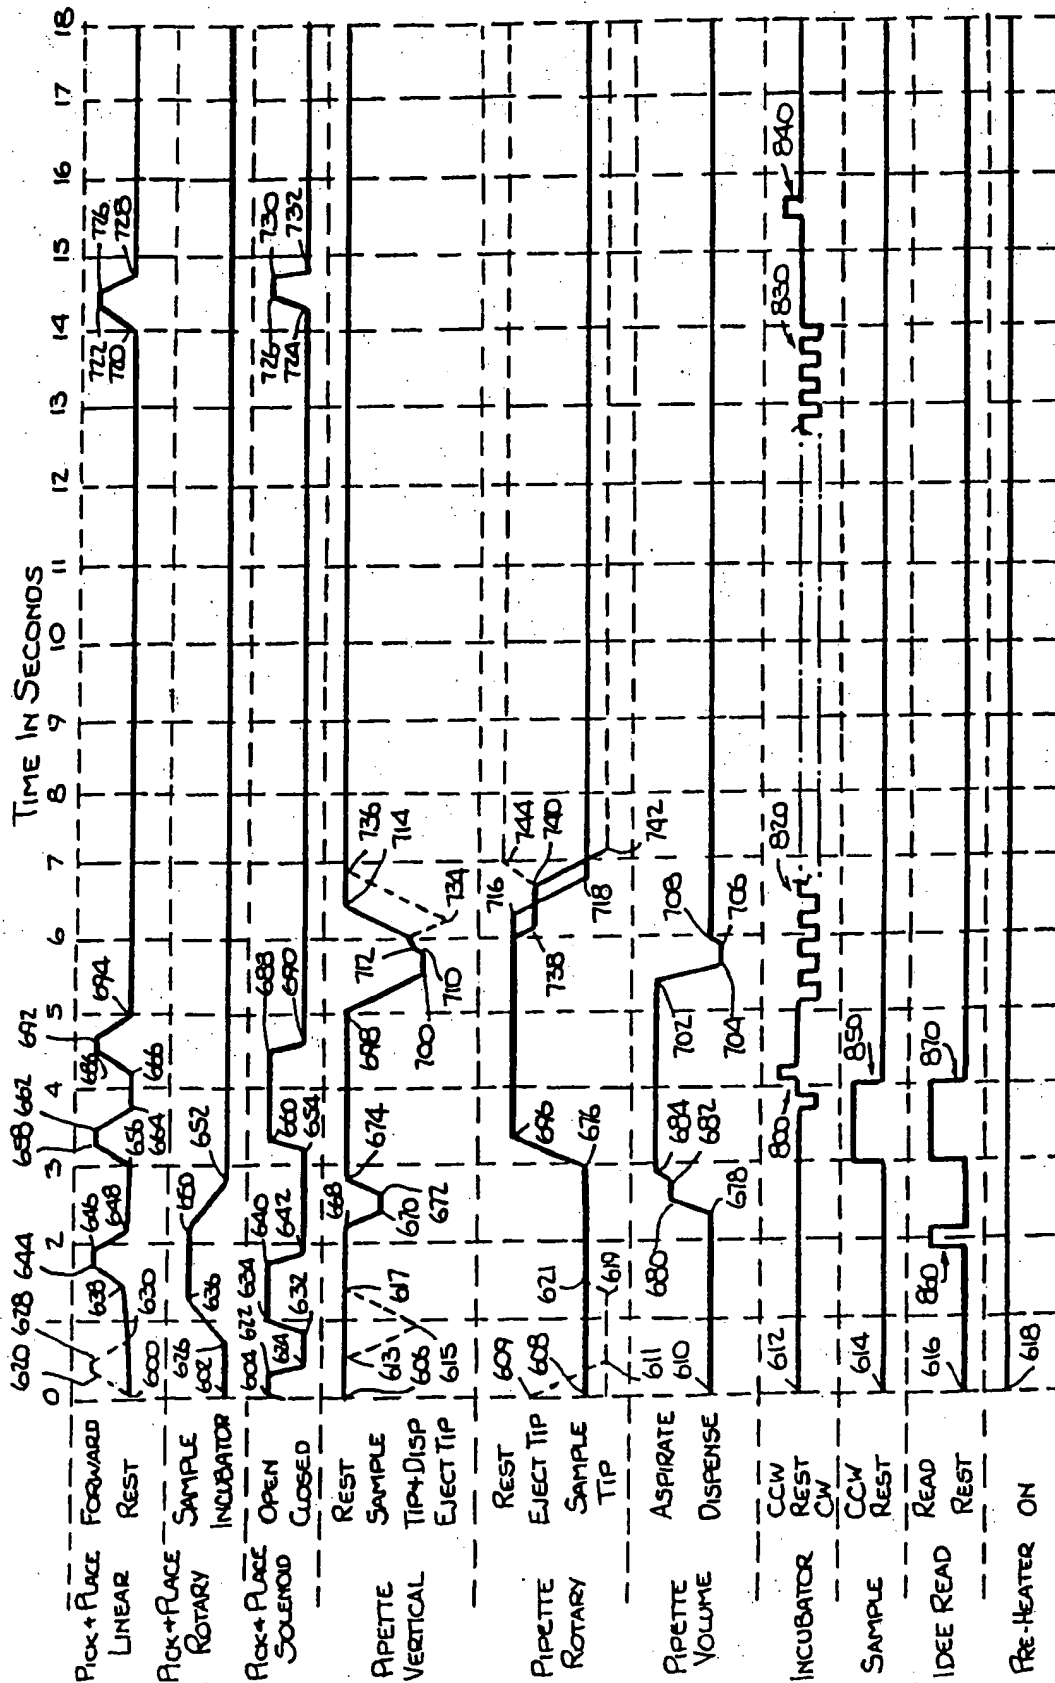 TIME IN SECONDS
0 1 2 3 4 5 6 7 8 9 10 11 12 13 14 15 16 17 18
PICK + PLACE LINEAR
FORWARD
REST
620 628 644 658 662 692
600 630 638 646 648 656 664 666 686 694
722 720 726 728
PICK + PLACE ROTARY
SAMPLE
INCUBATOR
626 602 636 650 652
PICK + PLACE SOLENOID
OPEN
CLOSED
604 624 622 634 632 640 642 660 654 688 690
726 724 730 732
PIPETTE VERTICAL
REST
SAMPLE
TIP + DISP
EJECT TIP
613 606 615 617 668 670 672 674 698 700 710 712 734 736 714
PIPETTE ROTARY
REST
EJECT TIP
SAMPLE
TIP
609 608 611 621 619 676 696 738 716 718 744 740 742
PIPETTE VOLUME
ASPIRATE
DISPENSE
610 680 678 684 682 702 704 708 706
INCUBATOR
CCW
REST
CW
612 800 820 830 840
SAMPLE
CCW
REST
614 850
IDEE READ
READ
REST
616 860 870
PRE-HEATER
ON
618